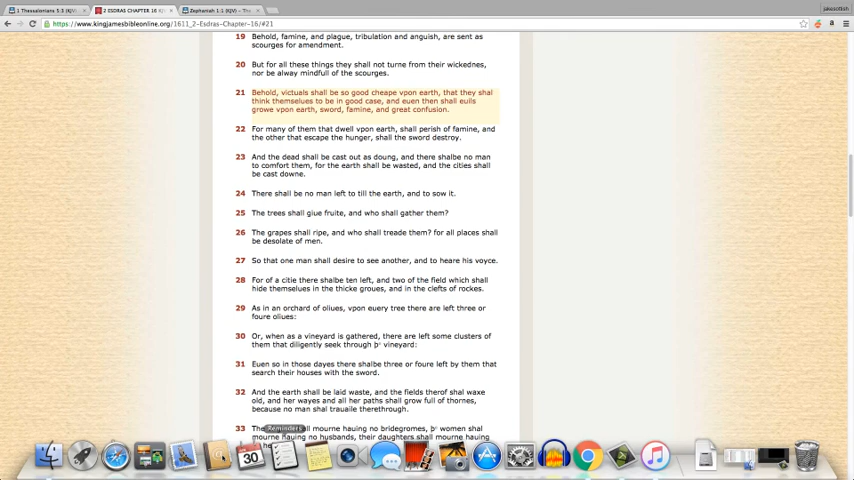 1 Thessalonians 5:3 (KJV)
2 ESDRAS CHAPTER 16 (KJV)
Zephaniah 1:1 (KJV)
https://www.kingjamesbibleonline.org/1611_2-Esdras-Chapter-16/#21
19 Behold, famine, and plague, tribulation and anguish, are sent as
scourges for amendment.
20 But for all these things they shall not turne from their wickednes,
nor be alway mindfull of the scourges.
21 Behold, victuals shall be so good cheape vpon earth, that they shal
think themselues to be in good case, and euen then shall euils
growe vpon earth, sword, famine, and great confusion.
22 For many of them that dwell vpon earth, shall perish of famine, and
the other that escape the hunger, shall the sword destroy.
23 And the dead shall be cast out as doung, and there shalbe no man
to comfort them, for the earth shall be wasted, and the cities shall
be cast downe.
24 There shall be no man left to till the earth, and to sow it.
25 The trees shall giue fruite, and who shall gather them?
26 The grapes shall ripe, and who shall treade them? for all places shall
be desolate of men.
27 So that one man shall desire to see another, and to heare his voyce.
28 For of a citie there shalbe ten left, and two of the field which shall
hide themselues in the thicke groues, and in the clefts of rockes.
29 As in an orchard of oliues, vpon euery tree there are left three or
foure oliues:
30 Or, when as a vineyard is gathered, there are left some clusters of
them that diligently seek through þe vineyard:
31 Euen so in those dayes there shalbe three or foure left by them that
search their houses with the sword.
32 And the earth shall be laid waste, and the fields therof shal waxe
old, and her wayes and all her paths shall grow full of thornes,
because no man shal trauaile therethrough.
33 The ll mourne hauing no bridegromes, þe women shal
mourne hauing no husbands, their daughters shall mourne hauing
Reminders
30